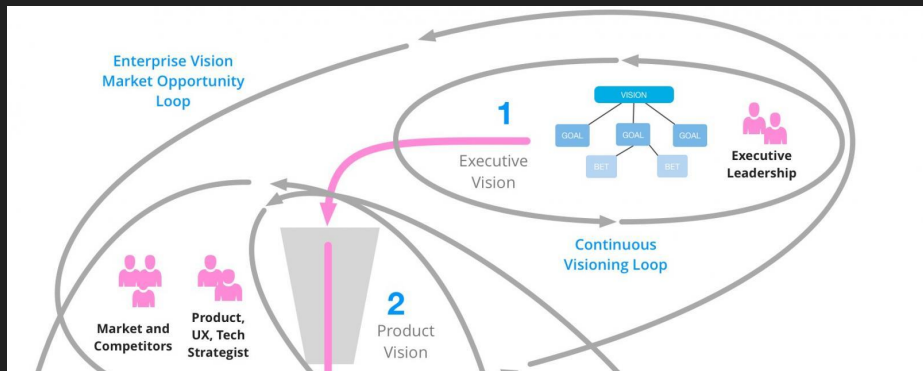 Enterprise Vision
Market Opportunity
Loop
1
Executive
Vision
VISION
GOAL GOAL GOAL
BET BET
Executive
Leadership
Continuous
Visioning Loop
Market and
Competitors
Product,
UX, Tech
Strategist
2
Product
Vision